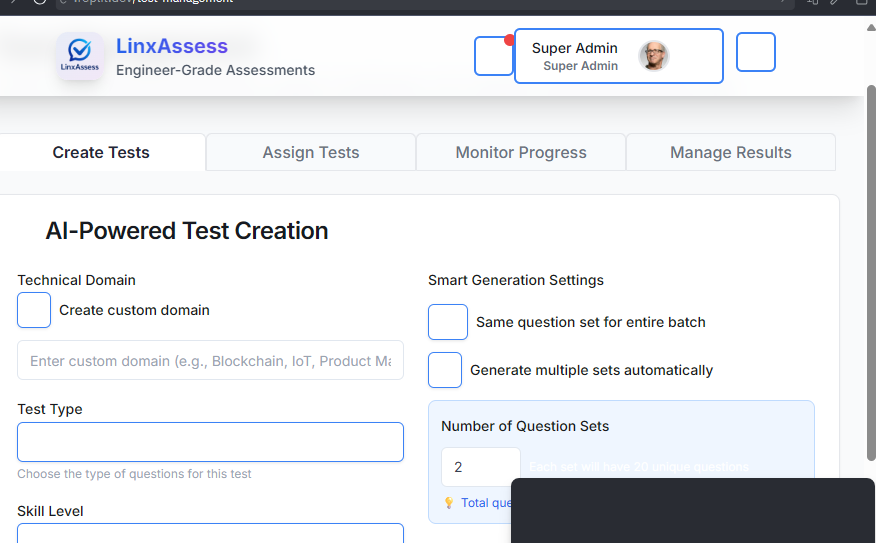 LinxAssess
LinxAssess
Engineer-Grade Assessments
Super Admin
Super Admin
Create Tests
Assign Tests
Monitor Progress
Manage Results
AI-Powered Test Creation
Technical Domain
Create custom domain
Enter custom domain (e.g., Blockchain, IoT, Product Ma
Test Type
Choose the type of questions for this test
Skill Level
Smart Generation Settings
Same question set for entire batch
Generate multiple sets automatically
Number of Question Sets
2
Each set will have 20 unique questions
Total que